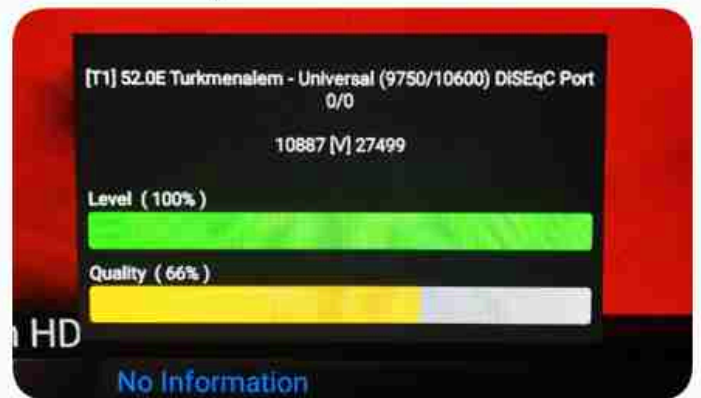 [T1] 52.0E Turkmenalem - Universal (9750/10600) DiSEqC Port
0/0
10887 [V] 27499
Level ( 100% )
Quality ( 66% )
HD
No Information